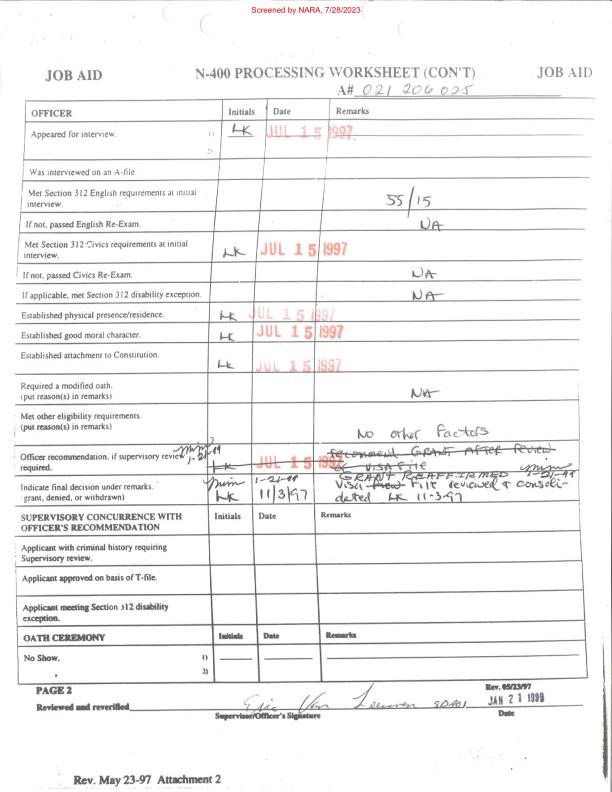 Screened by NARA, 7/28/2023
JOB AID N-400 PROCESSING WORKSHEET (CON'T) JOB AID
A# 021 206 025
OFFICER Initials Date Remarks
Appeared for interview. 1) LK JUL 15 1997
2)
Was interviewed on an A-file.
Met Section 312 English requirements at initial
interview. 55/15
If not, passed English Re-Exam. NA
Met Section 312 Civics requirements at initial
interview. LK JUL 15 1997
If not, passed Civics Re-Exam. NA
If applicable, met Section 312 disability exception. NA
Established physical presence/residence. LK JUL 15 1997
Established good moral character. LK JUL 15 1997
Established attachment to Constitution. LK JUL 15 1997
Required a modified oath.
(put reason(s) in remarks) NA
Met other eligibility requirements.
(put reason(s) in remarks) No other factors
Officer recommendation, if supervisory review mim 1-21-99 LK JUL 15 1997 recommend GRANT AFTER review
required. of VISA File
GRANT REAFFIRMED mim 1-21-99
Indicate final decision under remarks. mim 1-21-99 Visa File reviewed & consoli-
grant, denied, or withdrawn) LK 11/3/97 dated LK 11-3-97
SUPERVISORY CONCURRENCE WITH Initials Date Remarks
OFFICER'S RECOMMENDATION
Applicant with criminal history requiring
Supervisory review.
Applicant approved on basis of T-file.
Applicant meeting Section 312 disability
exception.
OATH CEREMONY Initials Date Remarks
No Show. 1)
2)
PAGE 2 Rev. 05/23/97
Reviewed and reverified Eric Van Leuven SDAO1 JAN 21 1999
Supervisor/Officer's Signature Date
Rev. May 23-97 Attachment 2